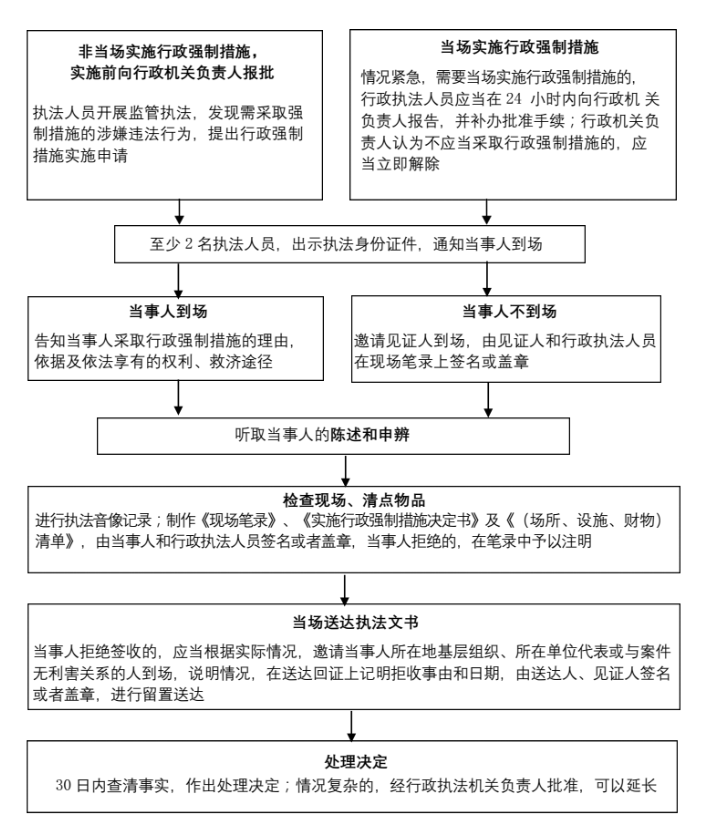 非当场实施行政强制措施，
实施前向行政机关负责人报批
执法人员开展监管执法，发现需采取强
制措施的涉嫌违法行为，提出行政强制
措施实施申请
当场实施行政强制措施
情况紧急，需要当场实施行政强制措施的，
行政执法人员应当在 24 小时内向行政机 关
负责人报告，并补办批准手续；行政机关负
责人认为不应当采取行政强制措施的，应
当立即解除
至少 2 名执法人员，出示执法身份证件，通知当事人到场
当事人到场
告知当事人采取行政强制措施的理由，
依据及依法享有的权利、救济途径
当事人不到场
邀请见证人到场，由见证人和行政执法人员
在现场笔录上签名或盖章
听取当事人的陈述和申辨
检查现场、清点物品
进行执法音像记录；制作《现场笔录》、《实施行政强制措施决定书》及《（场所、设施、财物）
清单》，由当事人和行政执法人员签名或者盖章，当事人拒绝的，在笔录中予以注明
当场送达执法文书
当事人拒绝签收的，应当根据实际情况，邀请当事人所在地基层组织、所在单位代表或与案件
无利害关系的人到场，说明情况，在送达回证上记明拒收事由和日期，由送达人、见证人签名
或者盖章，进行留置送达
处理决定
30 日内查清事实，作出处理决定；情况复杂的，经行政执法机关负责人批准，可以延长